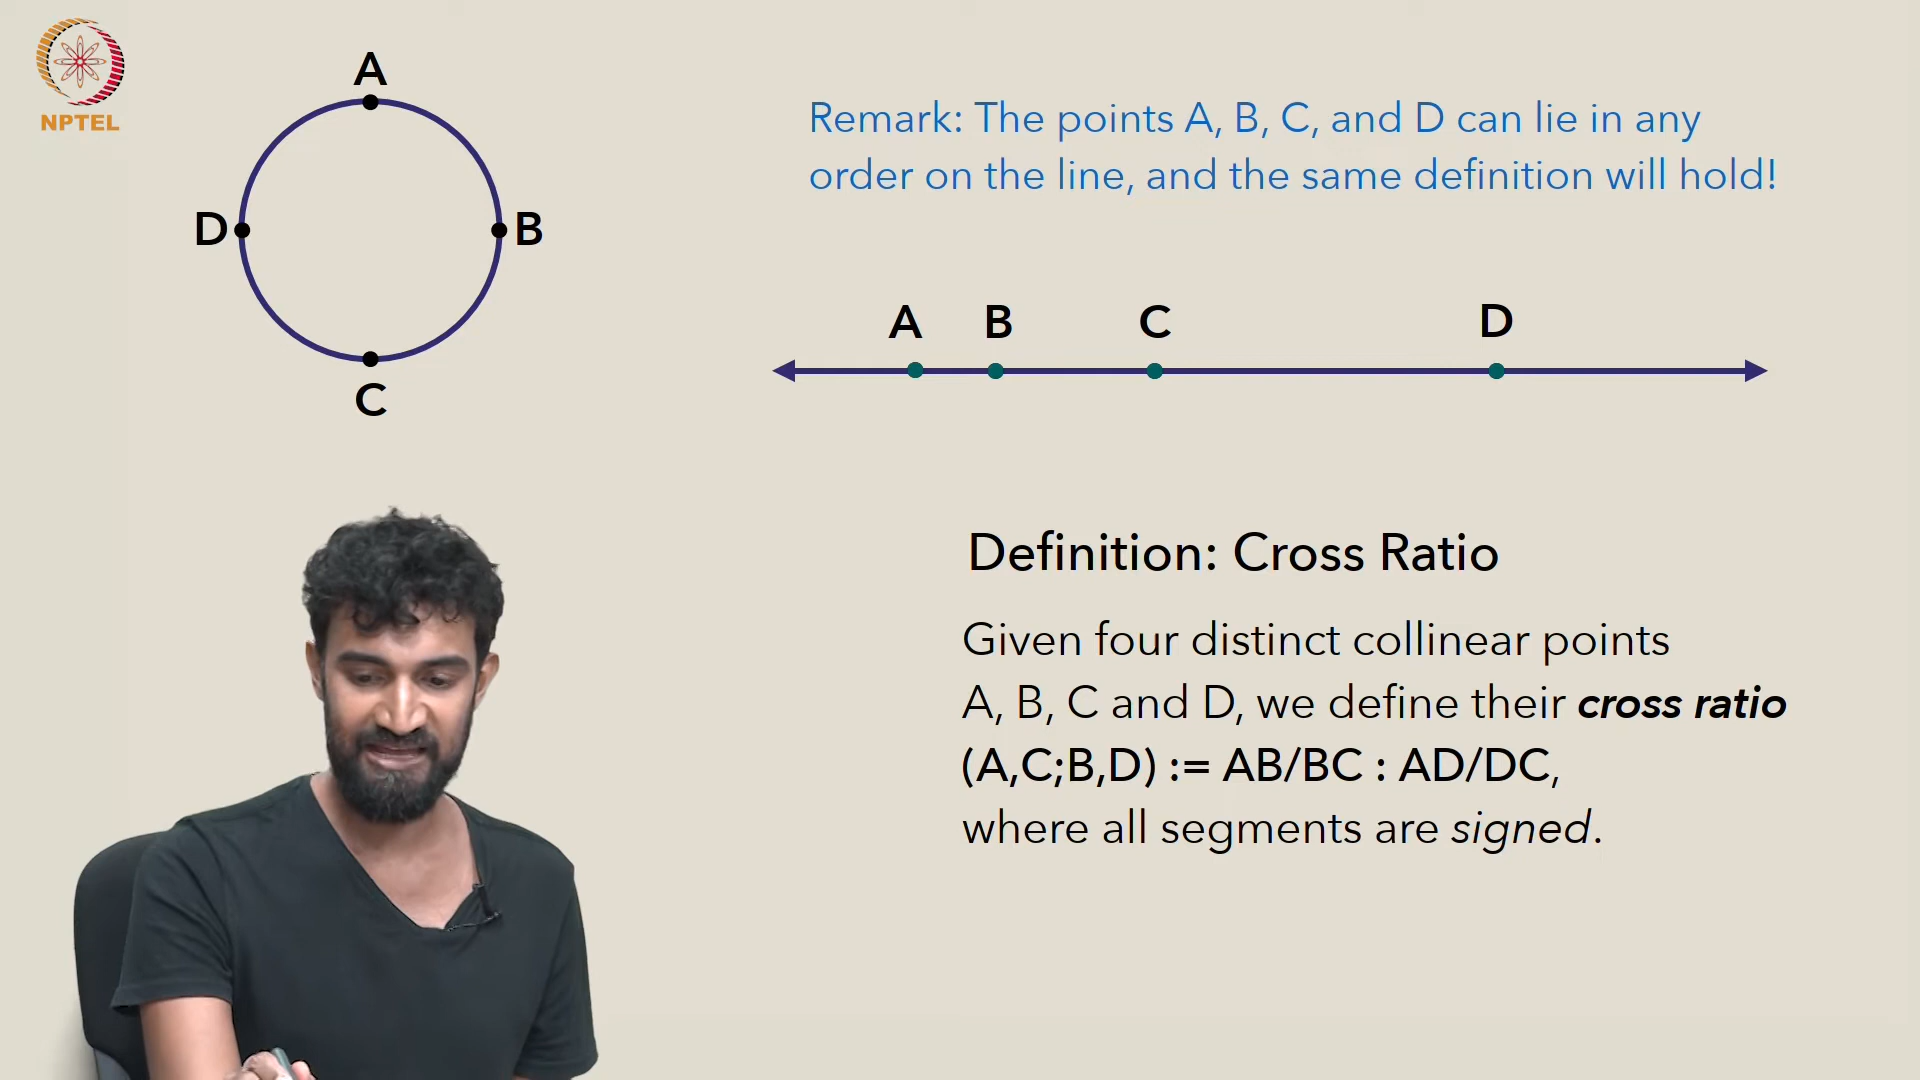 NPTEL
A
D
B
C
Remark: The points A, B, C, and D can lie in any
order on the line, and the same definition will hold!
A B C D
Definition: Cross Ratio
Given four distinct collinear points
A, B, C and D, we define their cross ratio
(A,C;B,D) := AB/BC : AD/DC,
where all segments are signed.